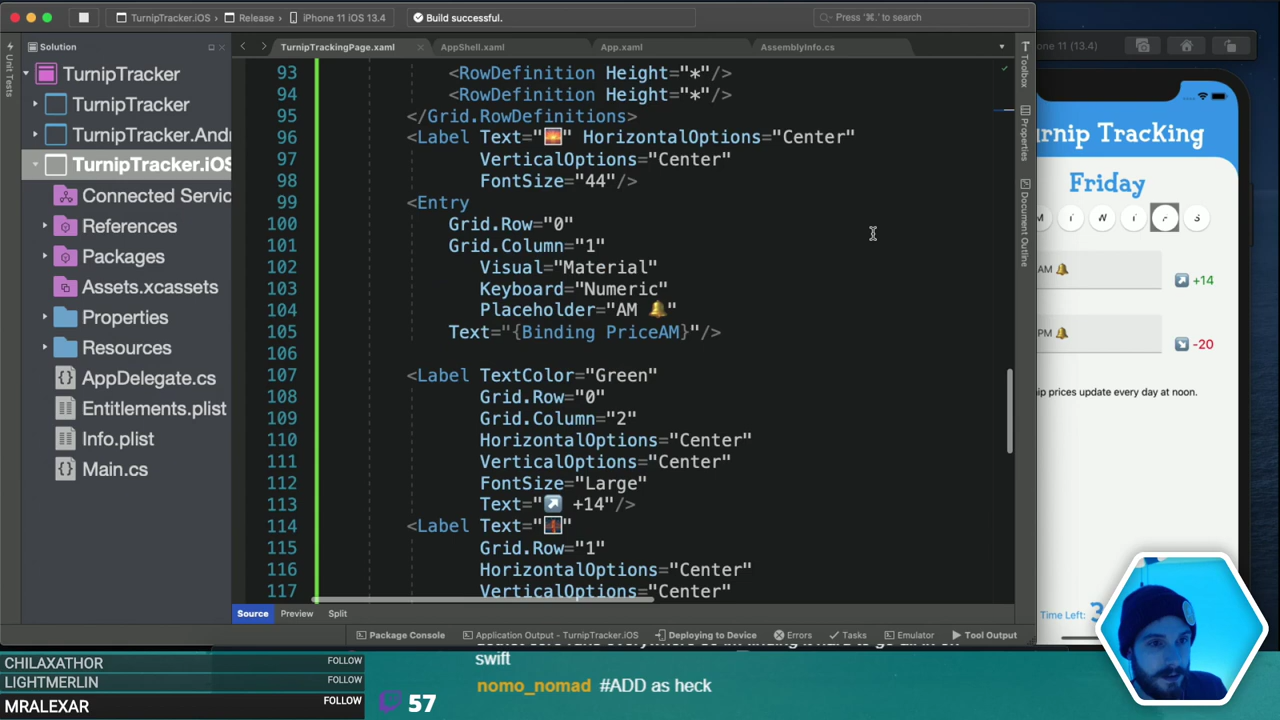 TurnipTracker.iOS
Release
iPhone 11 iOS 13.4
Build successful.
Press '⌘.' to search
ne 11 (13.4)
Unit Tests
Solution
TurnipTracker
TurnipTracker
TurnipTracker.Andr
TurnipTracker.iOS
Connected Servic
References
Packages
Assets.xcassets
Properties
Resources
AppDelegate.cs
Entitlements.plist
Info.plist
Main.cs
TurnipTrackingPage.xaml
AppShell.xaml
App.xaml
AssemblyInfo.cs
93 <RowDefinition Height="*"/>
94 <RowDefinition Height="*"/>
95 </Grid.RowDefinitions>
96 <Label Text="🌅" HorizontalOptions="Center"
97 VerticalOptions="Center"
98 FontSize="44"/>
99 <Entry
100 Grid.Row="0"
101 Grid.Column="1"
102 Visual="Material"
103 Keyboard="Numeric"
104 Placeholder="AM 🔔"
105 Text="{Binding PriceAM}"/>
106
107 <Label TextColor="Green"
108 Grid.Row="0"
109 Grid.Column="2"
110 HorizontalOptions="Center"
111 VerticalOptions="Center"
112 FontSize="Large"
113 Text="↗️ +14"/>
114 <Label Text="🌉"
115 Grid.Row="1"
116 HorizontalOptions="Center"
117 VerticalOptions="Center"
Toolbox
Properties
Document Outline
Source
Preview
Split
Package Console
Application Output - TurnipTracker.iOS
Deploying to Device
Errors
Tasks
Emulator
Tool Output
urnip Tracking
Friday
M T W T F S
AM 🔔
↗️ +14
PM 🔔
↘️ -20
nip prices update every day at noon.
Time Left:
CHILAXATHOR FOLLOW
LIGHTMERLIN FOLLOW
MRALEXAR FOLLOW
57
swift
nomo_nomad #ADD as heck